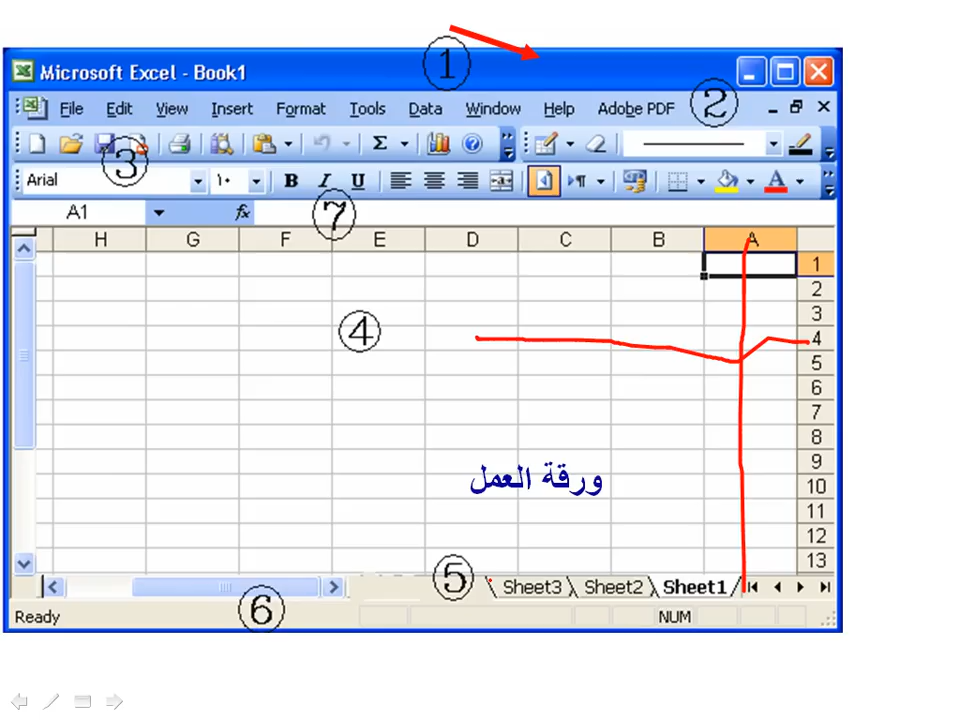 ①
Microsoft Excel - Book1
File Edit View Insert Format Tools Data Window Help Adobe PDF ②
③
Arial ١٠ B I U A
A1 fx ⑦
H G F E D C B A
1
2
3
④ 4
5
6
7
8
9
ورقة العمل
10
11
12
13
⑤ Sheet3 Sheet2 Sheet1
⑥
Ready NUM